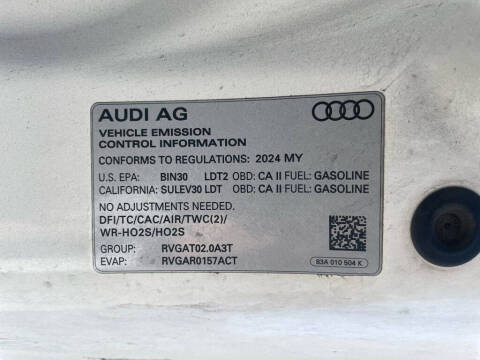 AUDI AG
VEHICLE EMISSION
CONTROL INFORMATION
CONFORMS TO REGULATIONS: 2024 MY
U.S. EPA: BIN30 LDT2 OBD: CA II FUEL: GASOLINE
CALIFORNIA: SULEV30 LDT OBD: CA II FUEL: GASOLINE
NO ADJUSTMENTS NEEDED.
DFI/TC/CAC/AIR/TWC(2)/
WR-HO2S/HO2S
GROUP: RVGAT02.0A3T
EVAP: RVGAR0157ACT
83A 010 504 K